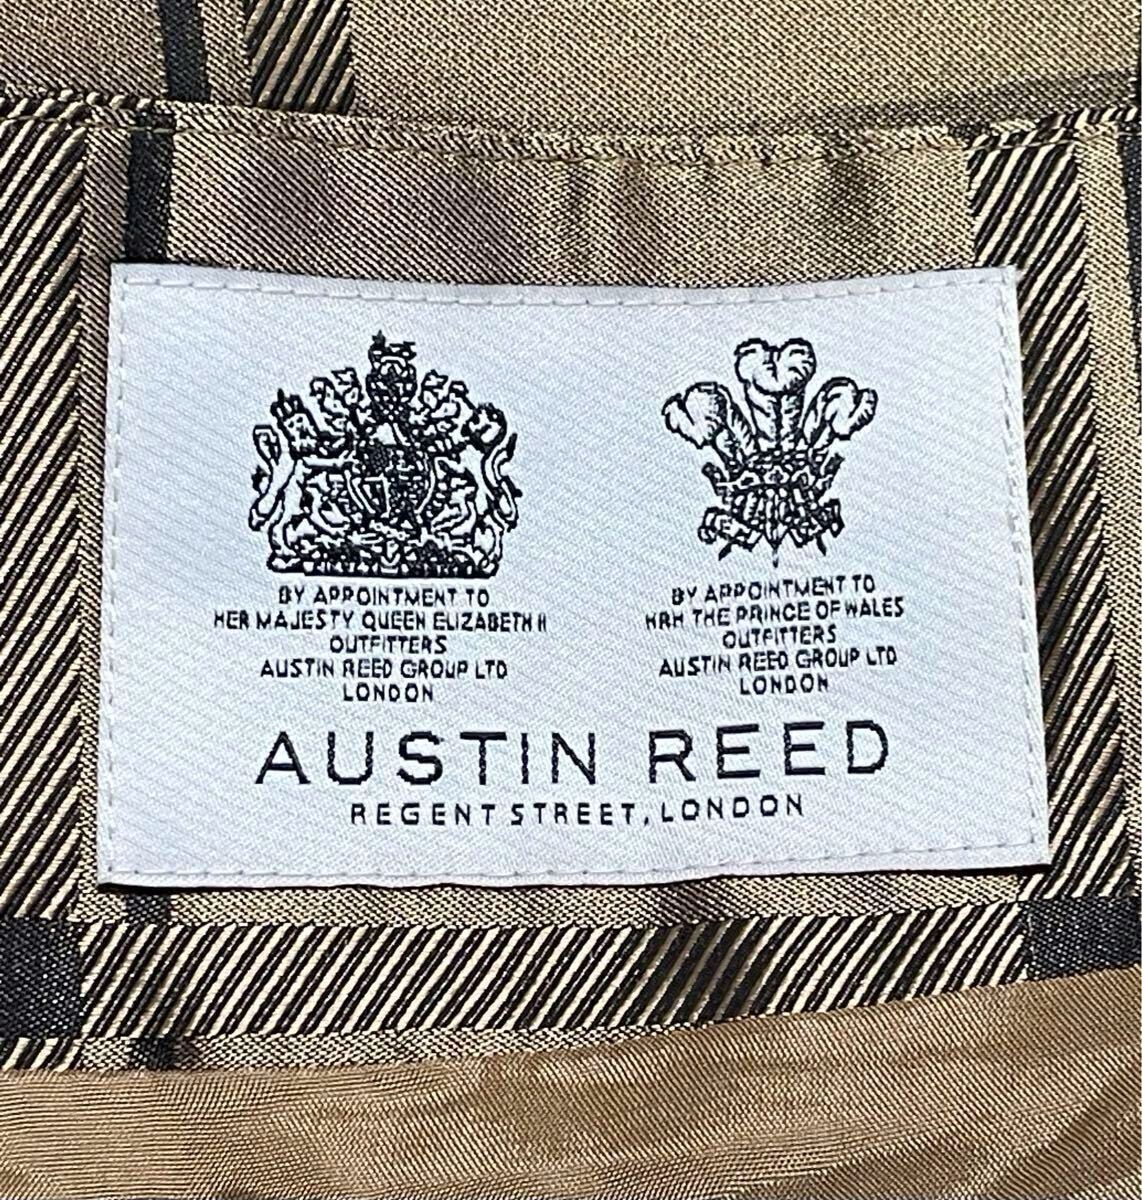 BY APPOINTMENT TO
HER MAJESTY QUEEN ELIZABETH II
OUTFITTERS
AUSTIN REED GROUP LTD
LONDON
BY APPOINTMENT TO
HRH THE PRINCE OF WALES
OUTFITTERS
AUSTIN REED GROUP LTD
LONDON
AUSTIN REED
REGENT STREET, LONDON